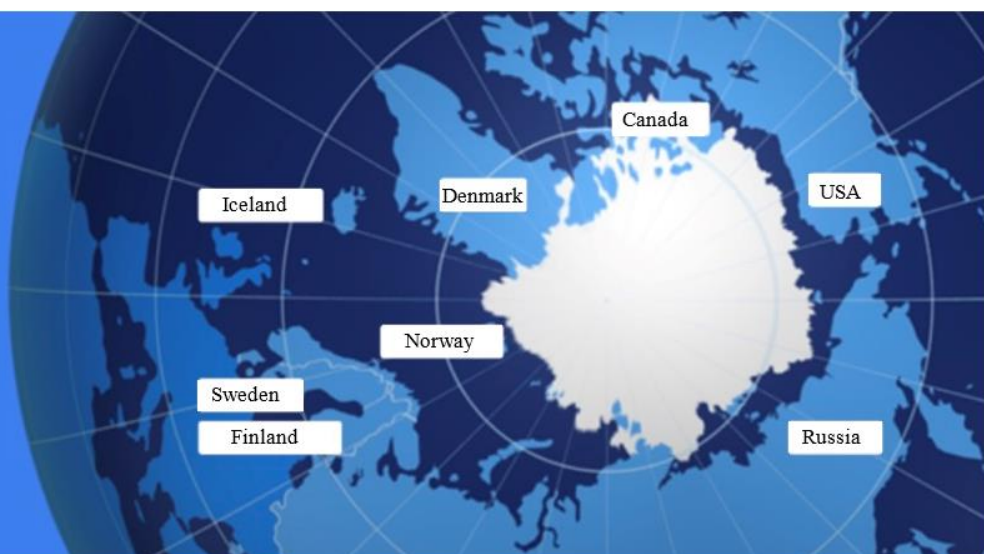 Canada
Denmark
USA
Iceland
Norway
Sweden
Finland
Russia